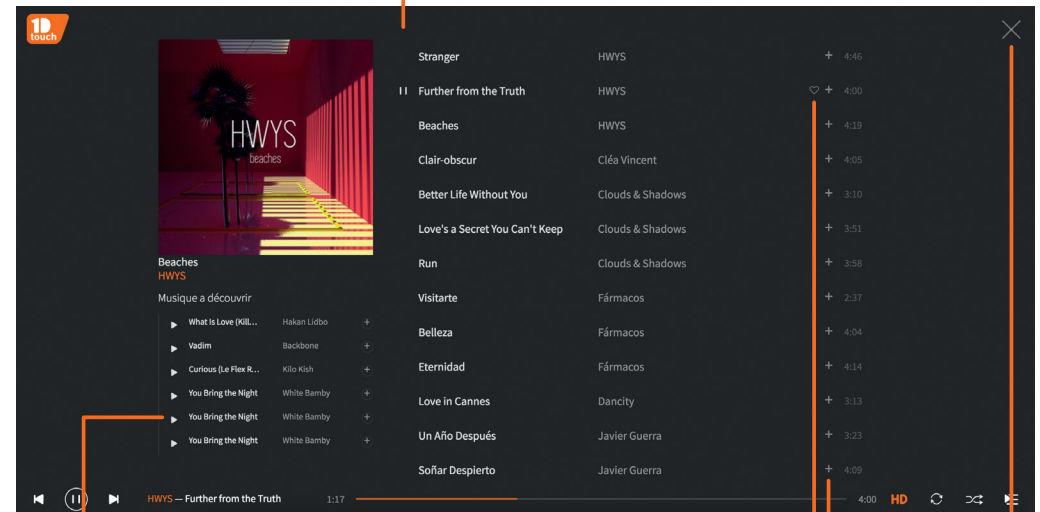 1D
touch
HWYS
beaches
Beaches
HWYS
Musique a découvrir
What Is Love (Kill... Hakan Lidbo +
Vadim Backbone +
Curious (Le Flex R... Kilo Kish +
You Bring the Night White Bamby +
You Bring the Night White Bamby +
You Bring the Night White Bamby +
Stranger HWYS + 4:46
Further from the Truth HWYS + 4:00
Beaches HWYS + 4:19
Clair-obscur Cléa Vincent + 4:05
Better Life Without You Clouds & Shadows + 3:10
Love's a Secret You Can't Keep Clouds & Shadows + 3:51
Run Clouds & Shadows + 3:58
Visitarte Fármacos + 2:37
Belleza Fármacos + 4:04
Eternidad Fármacos + 4:14
Love in Cannes Dancity + 3:13
Un Año Después Javier Guerra + 3:23
Soñar Despierto Javier Guerra + 4:09
HWYS — Further from the Truth 1:17 4:00 HD